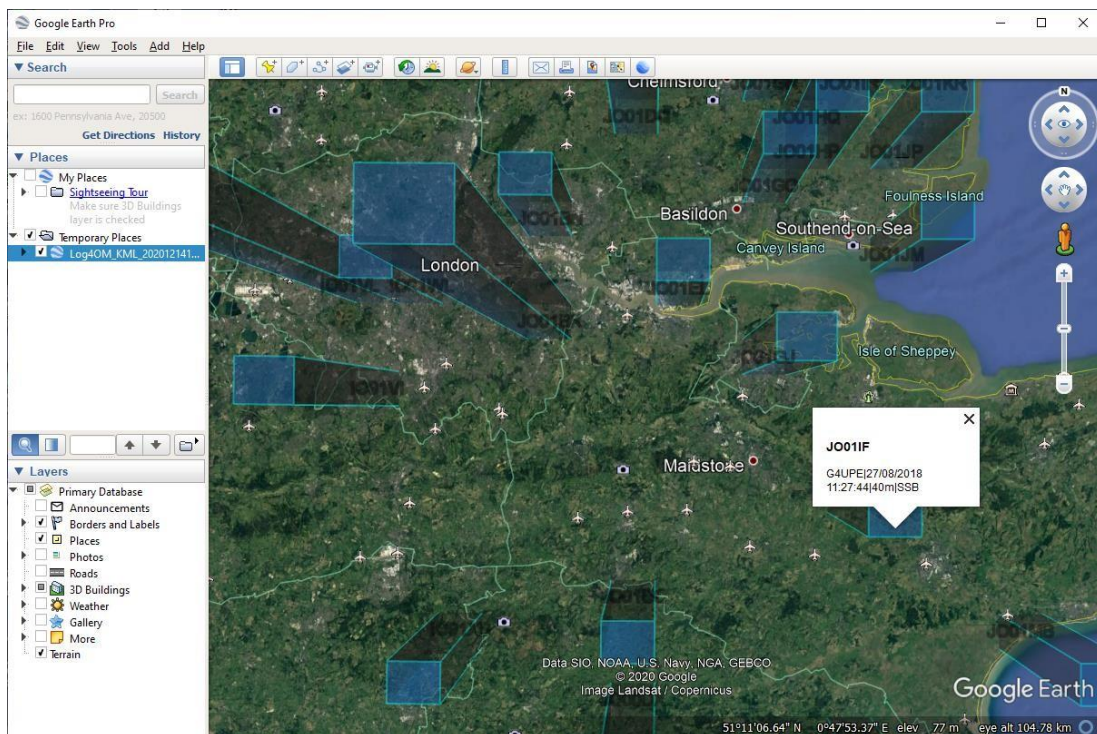 Google Earth Pro
File Edit View Tools Add Help
Search
Search
ex: 1600 Pennsylvania Ave, 20500
Get Directions History
Places
My Places
Sightseeing Tour
Make sure 3D Buildings
layer is checked
Temporary Places
Log4OM_KML_202012141...
Layers
Primary Database
Announcements
Borders and Labels
Places
Photos
Roads
3D Buildings
Weather
Gallery
More
Terrain
Chelmsford
JO01HP
JO01JP
Foulness Island
Basildon
Southend-on-Sea
Canvey Island
JO01JM
London
N
Isle of Sheppey
JO01IF
G4UPE|27/08/2018
11:27:44|40m|SSB
Maidstone
Data SIO, NOAA, U.S. Navy, NGA, GEBCO
© 2020 Google
Image Landsat / Copernicus
Google Earth
51°11'06.64" N 0°47'53.37" E elev 77 m eye alt 104.78 km